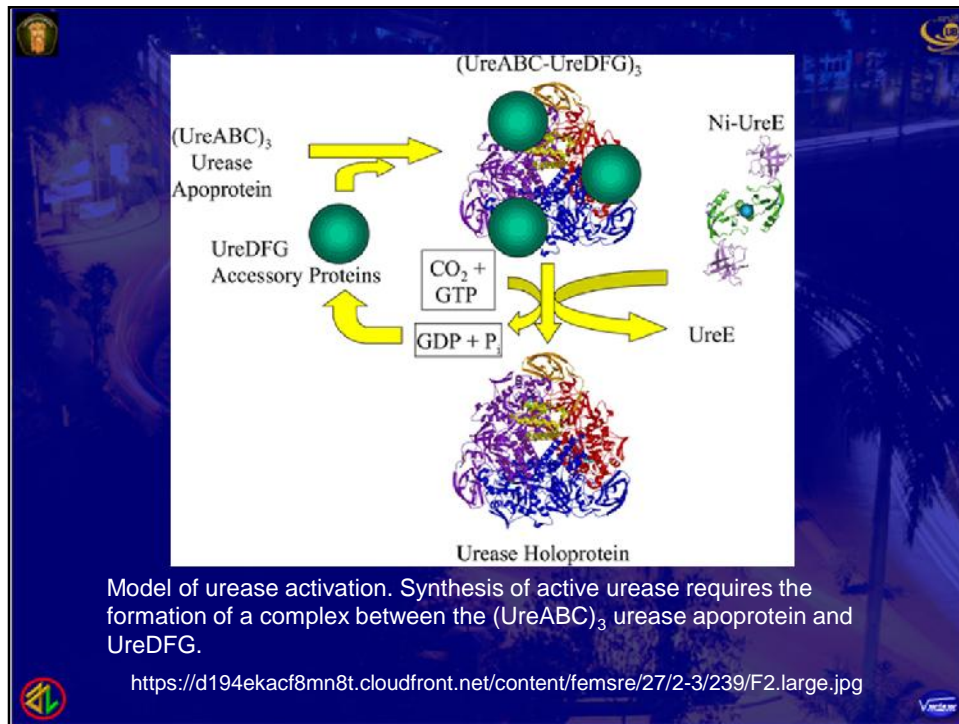 (UreABC-UreDFG)₃
Ni-UreE
(UreABC)₃
Urease
Apoprotein
UreDFG
Accessory Proteins
CO₂ +
GTP
GDP + Pᵢ
UreE
Urease Holoprotein
Model of urease activation. Synthesis of active urease requires the
formation of a complex between the (UreABC)₃ urease apoprotein and
UreDFG.
https://d194ekacf8mn8t.cloudfront.net/content/femsre/27/2-3/239/F2.large.jpg
UB